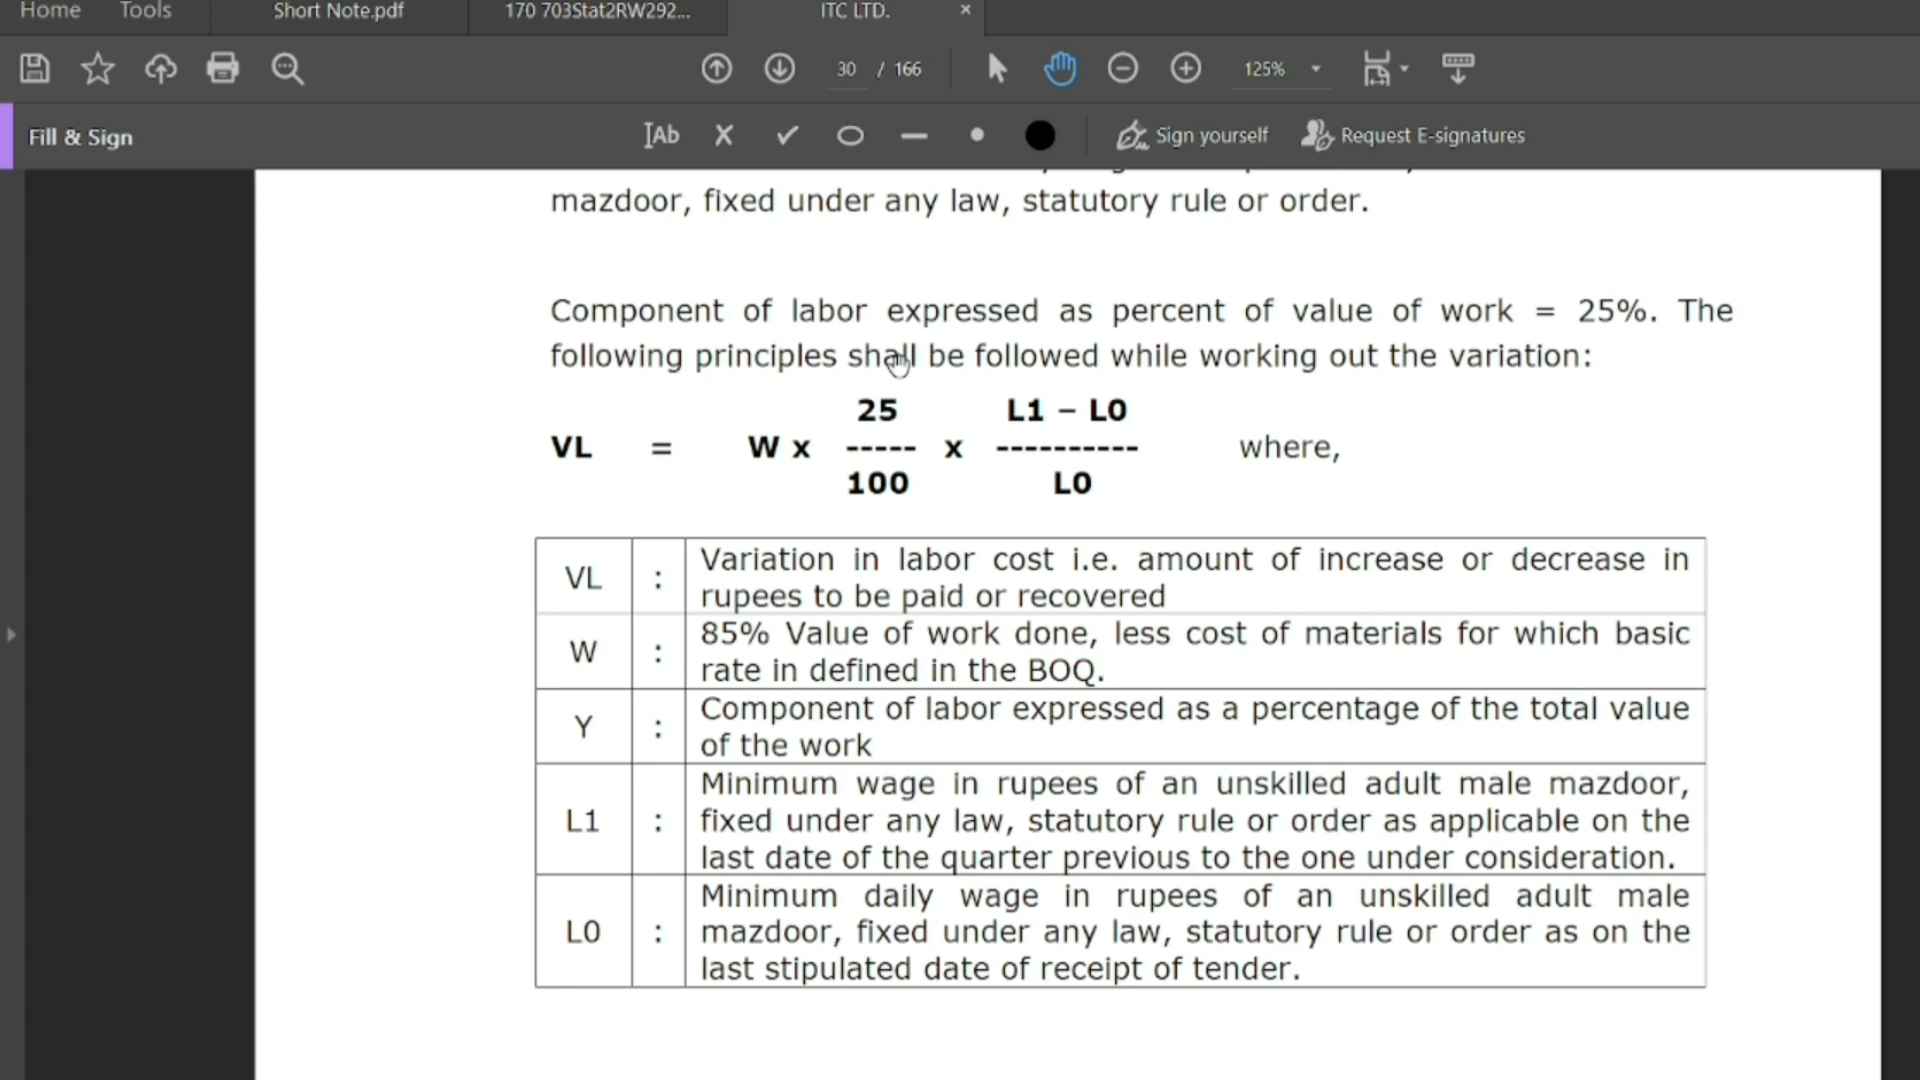 Home Tools Short Note.pdf 170 703Stat2RW292... ITC LTD. ×
30 / 166 125%
Fill & Sign Ab Sign yourself Request E-signatures
mazdoor, fixed under any law, statutory rule or order.
Component of labor expressed as percent of value of work = 25%. The
following principles shall be followed while working out the variation:
25 L1 – L0
VL = W x ----- x ---------- where,
100 L0
VL : Variation in labor cost i.e. amount of increase or decrease in
rupees to be paid or recovered
W : 85% Value of work done, less cost of materials for which basic
rate in defined in the BOQ.
Y : Component of labor expressed as a percentage of the total value
of the work
L1 : Minimum wage in rupees of an unskilled adult male mazdoor,
fixed under any law, statutory rule or order as applicable on the
last date of the quarter previous to the one under consideration.
L0 : Minimum daily wage in rupees of an unskilled adult male
mazdoor, fixed under any law, statutory rule or order as on the
last stipulated date of receipt of tender.